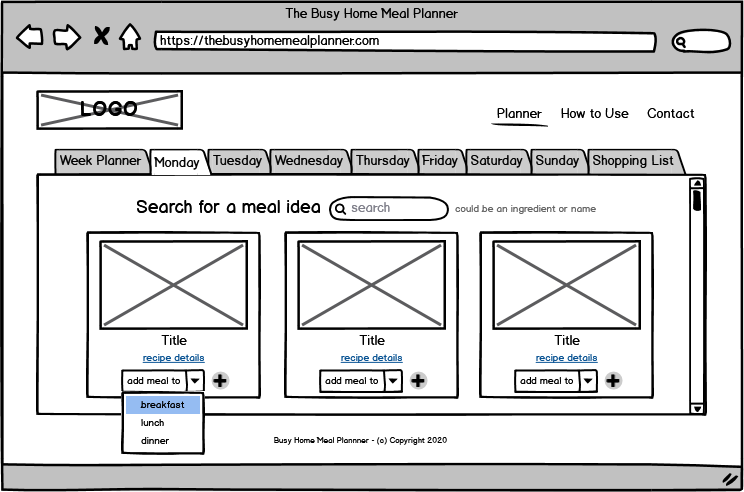 The Busy Home Meal Planner
https://thebusyhomemealplanner.com
LOGO
Planner How to Use Contact
Week Planner Monday Tuesday Wednesday Thursday Friday Saturday Sunday Shopping List
Search for a meal idea search could be an ingredient or name
Title Title Title
recipe details recipe details recipe details
add meal to add meal to add meal to
breakfast
lunch
dinner
Busy Home Meal Plannner - (c) Copyright 2020